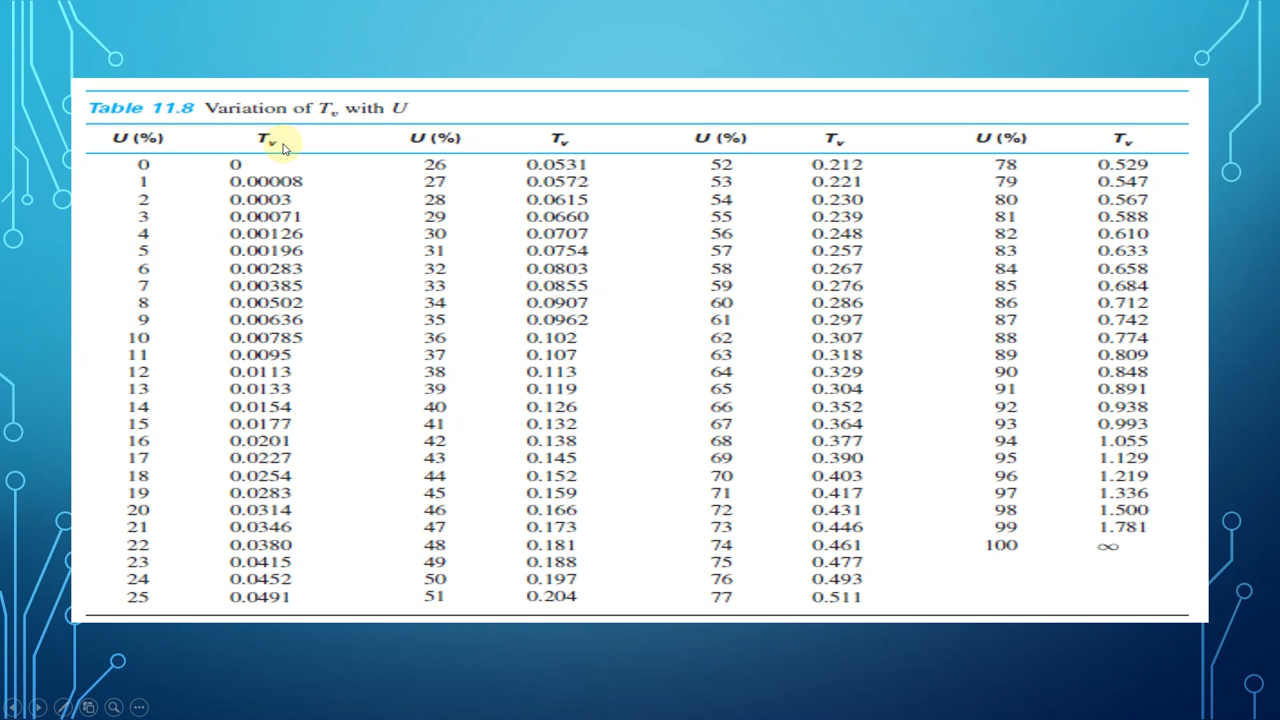 Table 11.8 Variation of Tv with U
U (%) Tv U (%) Tv U (%) Tv U (%) Tv
0 0 26 0.0531 52 0.212 78 0.529
1 0.00008 27 0.0572 53 0.221 79 0.547
2 0.0003 28 0.0615 54 0.230 80 0.567
3 0.00071 29 0.0660 55 0.239 81 0.588
4 0.00126 30 0.0707 56 0.248 82 0.610
5 0.00196 31 0.0754 57 0.257 83 0.633
6 0.00283 32 0.0803 58 0.267 84 0.658
7 0.00385 33 0.0855 59 0.276 85 0.684
8 0.00502 34 0.0907 60 0.286 86 0.712
9 0.00636 35 0.0962 61 0.297 87 0.742
10 0.00785 36 0.102 62 0.307 88 0.774
11 0.0095 37 0.107 63 0.318 89 0.809
12 0.0113 38 0.113 64 0.329 90 0.848
13 0.0133 39 0.119 65 0.304 91 0.891
14 0.0154 40 0.126 66 0.352 92 0.938
15 0.0177 41 0.132 67 0.364 93 0.993
16 0.0201 42 0.138 68 0.377 94 1.055
17 0.0227 43 0.145 69 0.390 95 1.129
18 0.0254 44 0.152 70 0.403 96 1.219
19 0.0283 45 0.159 71 0.417 97 1.336
20 0.0314 46 0.166 72 0.431 98 1.500
21 0.0346 47 0.173 73 0.446 99 1.781
22 0.0380 48 0.181 74 0.461 100 ∞
23 0.0415 49 0.188 75 0.477
24 0.0452 50 0.197 76 0.493
25 0.0491 51 0.204 77 0.511